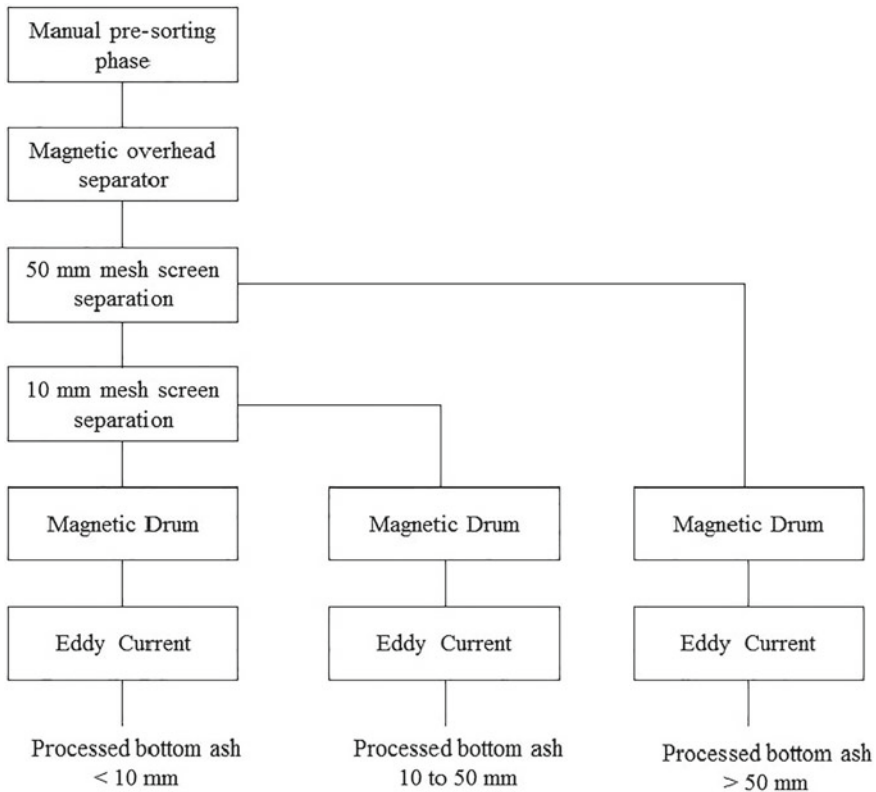 Manual pre-sorting
phase
Magnetic overhead
separator
50 mm mesh screen
separation
10 mm mesh screen
separation
Magnetic Drum
Magnetic Drum
Magnetic Drum
Eddy Current
Eddy Current
Eddy Current
Processed bottom ash
< 10 mm
Processed bottom ash
10 to 50 mm
Processed bottom ash
> 50 mm